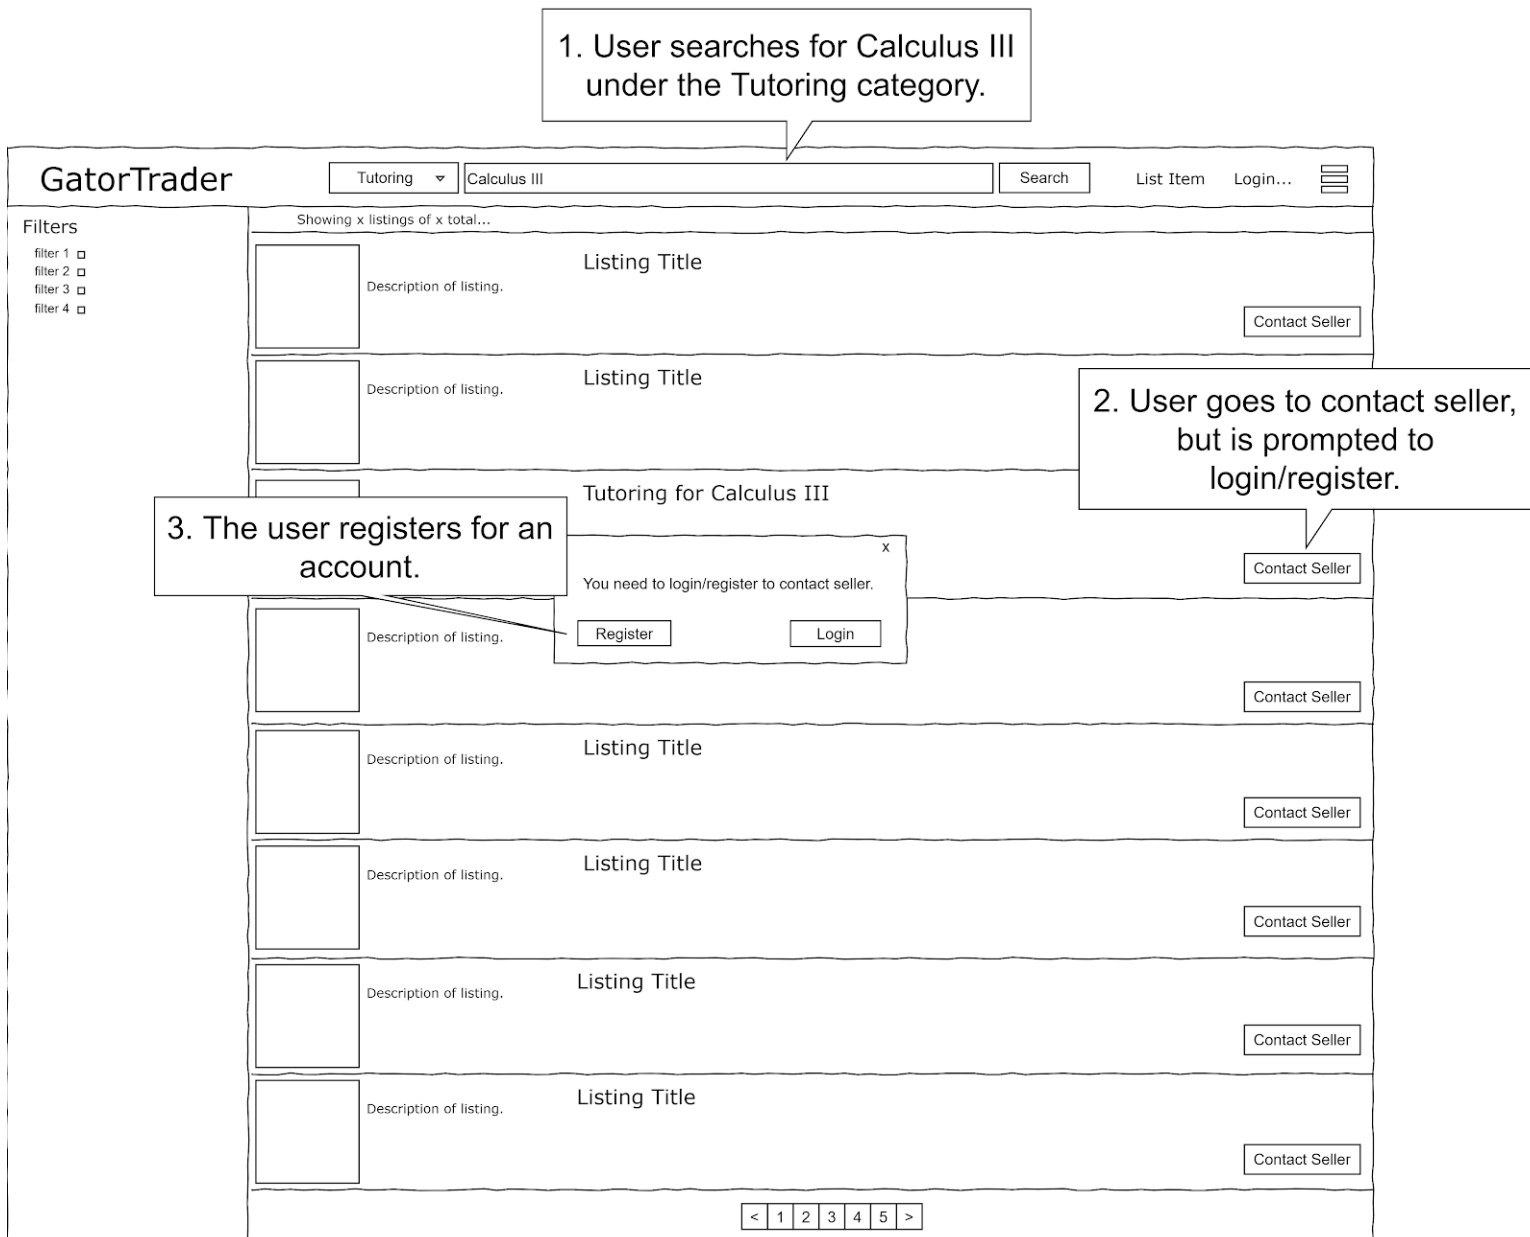 1. User searches for Calculus III
under the Tutoring category.
GatorTrader
Tutoring
Calculus III
Search
List Item
Login...
Filters
filter 1
filter 2
filter 3
filter 4
Showing x listings of x total...
Listing Title
Description of listing.
Contact Seller
Listing Title
Description of listing.
2. User goes to contact seller,
but is prompted to
login/register.
Tutoring for Calculus III
3. The user registers for an
account.
x
You need to login/register to contact seller.
Register
Login
Contact Seller
Description of listing.
Contact Seller
Listing Title
Description of listing.
Contact Seller
Listing Title
Description of listing.
Contact Seller
Listing Title
Description of listing.
Contact Seller
Listing Title
Description of listing.
Contact Seller
< 1 2 3 4 5 >